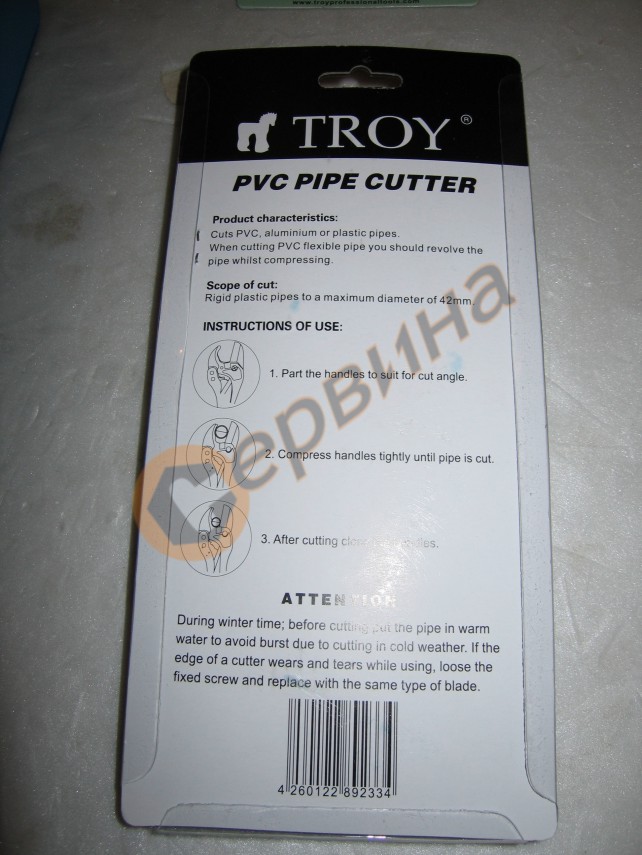 www.troyprofessionaltools.com
TROY®
PVC PIPE CUTTER
Product characteristics:
Cuts PVC, aluminium or plastic pipes.
When cutting PVC flexible pipe you should revolve the
pipe whilst compressing.
Scope of cut:
Rigid plastic pipes to a maximum diameter of 42mm.
INSTRUCTIONS OF USE:
1. Part the handles to suit for cut angle.
2. Compress handles tightly until pipe is cut.
3. After cutting
ATTENTION
During winter time; before cutting put the pipe in warm
water to avoid burst due to cutting in cold weather. If the
edge of a cutter wears and tears while using, loose the
fixed screw and replace with the same type of blade.
4 260122 892334
Сервина